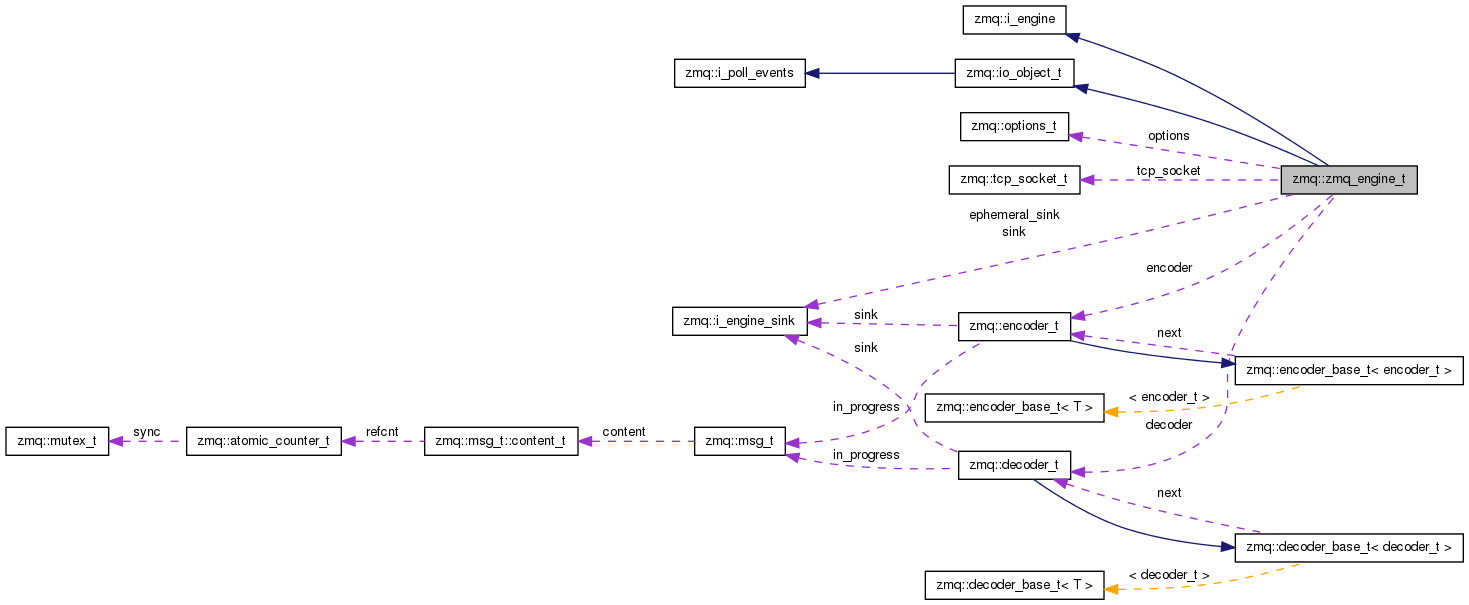 zmq::i_engine
zmq::i_poll_events
zmq::io_object_t
zmq::options_t
options
zmq::tcp_socket_t
tcp_socket
zmq::zmq_engine_t
ephemeral_sink
sink
encoder
zmq::i_engine_sink
sink
zmq::encoder_t
next
sink
zmq::encoder_base_t< encoder_t >
< encoder_t >
in_progress
zmq::encoder_base_t< T >
decoder
zmq::mutex_t
sync
zmq::atomic_counter_t
refcnt
zmq::msg_t::content_t
content
zmq::msg_t
in_progress
zmq::decoder_t
next
zmq::decoder_base_t< decoder_t >
< decoder_t >
zmq::decoder_base_t< T >